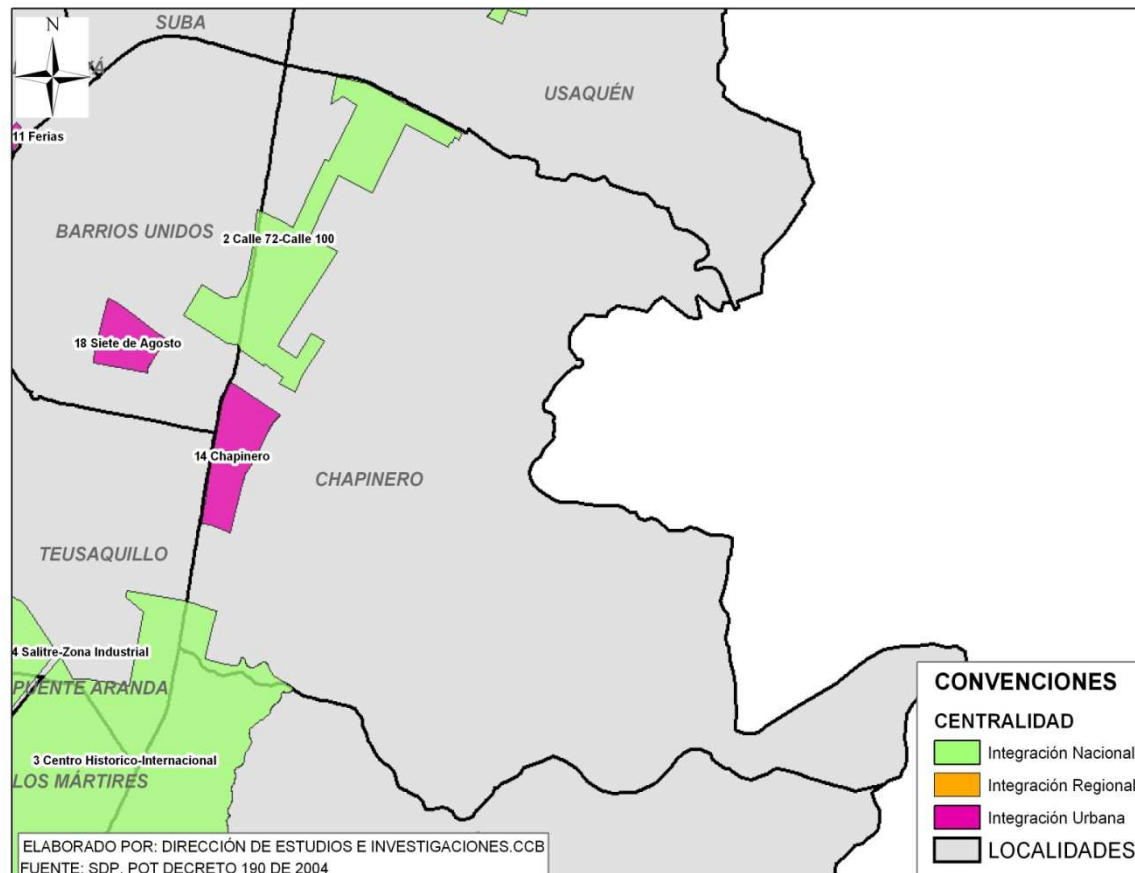 SUBA
N
Á
USAQUÉN
11 Ferias
BARRIOS UNIDOS
2 Calle 72-Calle 100
18 Siete de Agosto
14 Chapinero
CHAPINERO
TEUSAQUILLO
4 Salitre-Zona Industrial
PUENTE ARANDA
3 Centro Historico-Internacional
LOS MÁRTIRES
CONVENCIONES
CENTRALIDAD
Integración Nacional
Integración Regional
Integración Urbana
LOCALIDADES
ELABORADO POR: DIRECCIÓN DE ESTUDIOS E INVESTIGACIONES.CCB
FUENTE: SDP. POT DECRETO 190 DE 2004